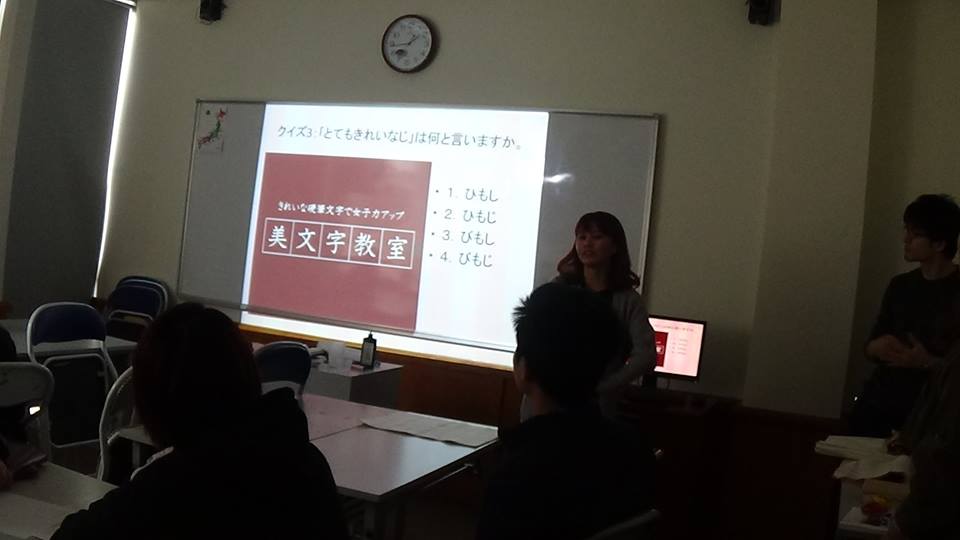 クイズ3:「とてもきれいなじ」は何と言いますか。
きれいな硬筆文字で女子力アップ
美文字教室
• 1. ひもし
• 2. ひもじ
• 3. びもし
• 4. びもじ